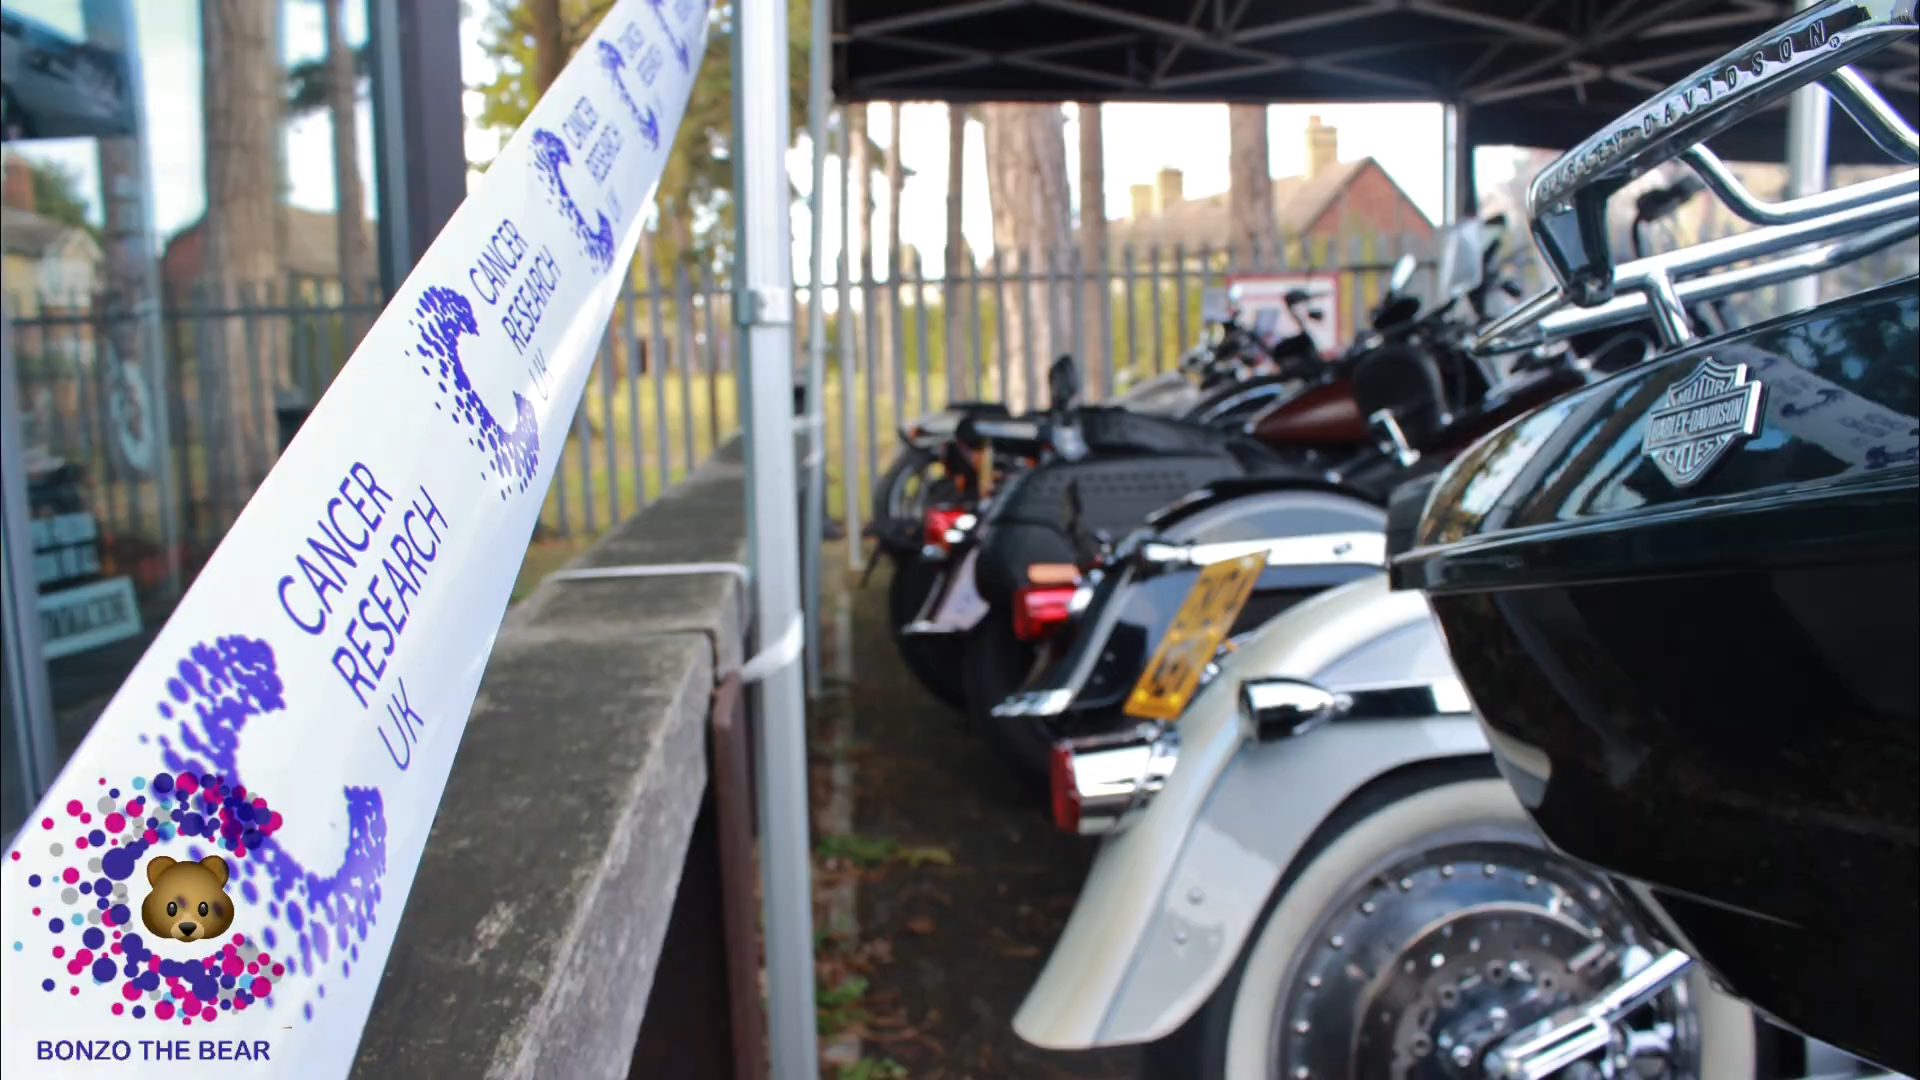 CANCER
RESEARCH
UK
CANCER
RESEARCH
UK
CANCER
RESEARCH
UK
HARLEY-DAVIDSON
MOTOR
HARLEY-DAVIDSON
CYCLES
BONZO THE BEAR